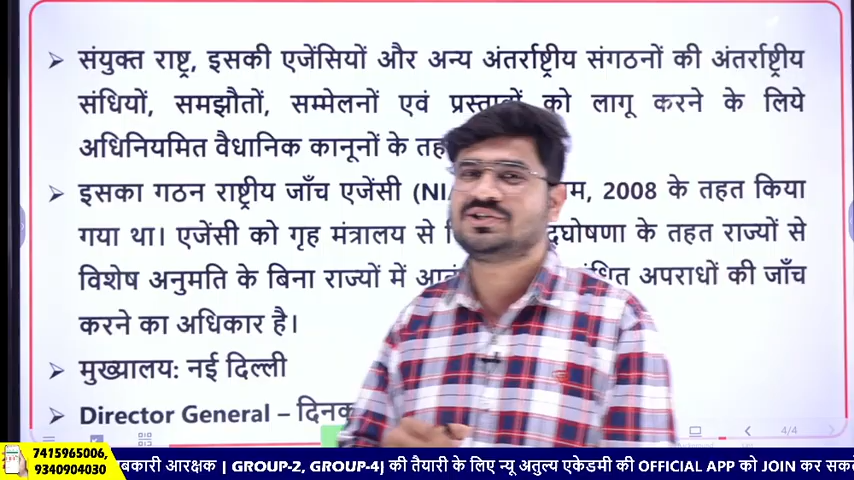 ➢ संयुक्त राष्ट्र, इसकी एजेंसियों और अन्य अंतर्राष्ट्रीय संगठनों की अंतर्राष्ट्रीय
संधियों, समझौतों, सम्मेलनों एवं प्रस्तावों को लागू करने के लिये
अधिनियमित वैधानिक कानूनों के तह
➢ इसका गठन राष्ट्रीय जाँच एजेंसी (NI म, 2008 के तहत किया
गया था। एजेंसी को गृह मंत्रालय से द्घोषणा के तहत राज्यों से
विशेष अनुमति के बिना राज्यों में अपराधों की जाँच
करने का अधिकार है।
➢ मुख्यालय: नई दिल्ली
➢ Director General – दिनक
4/4
7415965006,
9340904030
बकारी आरक्षक | GROUP-2, GROUP-4) की तैयारी के लिए न्यू अतुल्य एकेडमी की OFFICIAL APP को JOIN कर सक